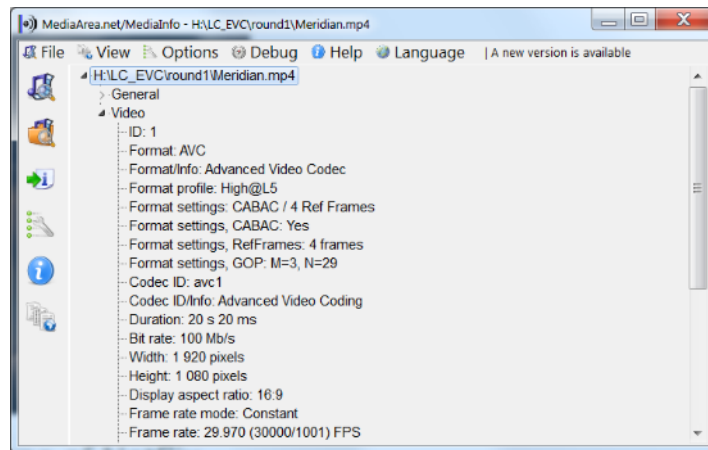 MediaArea.net/MediaInfo - H:\LC_EVC\round1\Meridian.mp4
File View Options Debug Help Language | A new version is available
H:\LC_EVC\round1\Meridian.mp4
General
Video
ID: 1
Format: AVC
Format/Info: Advanced Video Codec
Format profile: High@L5
Format settings: CABAC / 4 Ref Frames
Format settings, CABAC: Yes
Format settings, RefFrames: 4 frames
Format settings, GOP: M=3, N=29
Codec ID: avc1
Codec ID/Info: Advanced Video Coding
Duration: 20 s 20 ms
Bit rate: 100 Mb/s
Width: 1 920 pixels
Height: 1 080 pixels
Display aspect ratio: 16:9
Frame rate mode: Constant
Frame rate: 29.970 (30000/1001) FPS